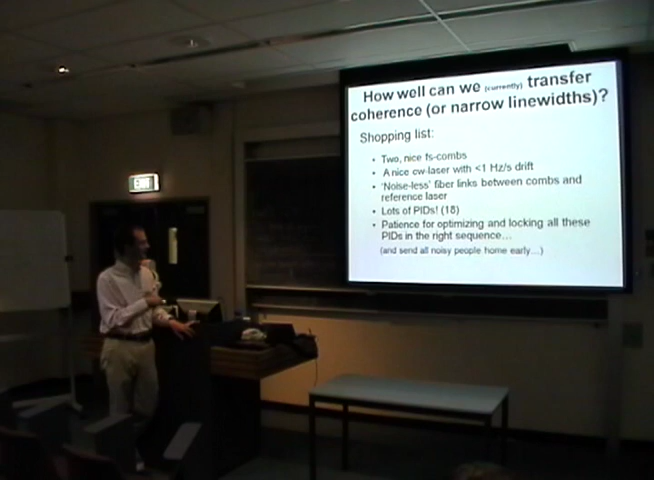 How well can we (currently) transfer
coherence (or narrow linewidths)?
Shopping list:
• Two, nice fs-combs
• A nice cw-laser with <1 Hz/s drift
• 'Noise-less' fiber links between combs and
reference laser
• Lots of PIDs! (18)
• Patience for optimizing and locking all these
PIDs in the right sequence...
(and send all noisy people home early...)